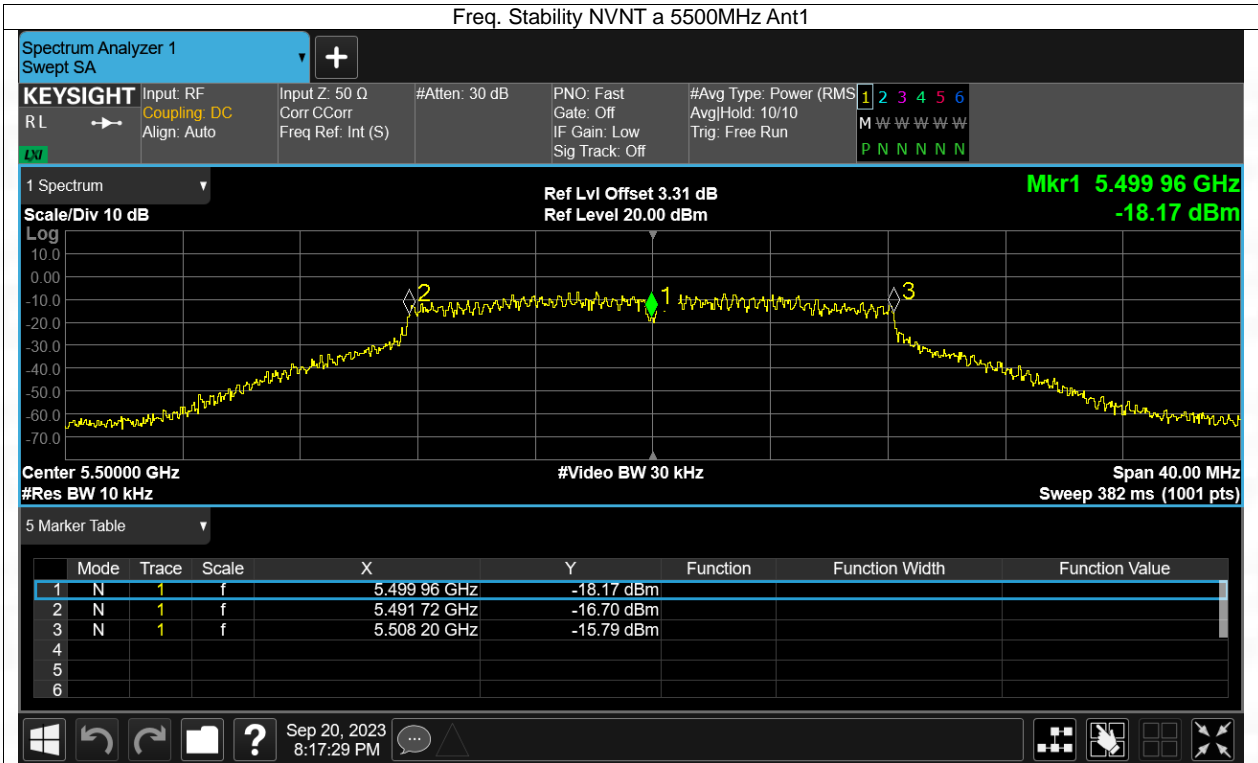 Freq. Stability NVNT a 5500MHz Ant1
Spectrum Analyzer 1
Swept SA
KEYSIGHT
R L
LXI
Input: RF
Coupling: DC
Align: Auto
Input Z: 50 Ω
Corr CCorr
Freq Ref: Int (S)
#Atten: 30 dB
PNO: Fast
Gate: Off
IF Gain: Low
Sig Track: Off
#Avg Type: Power (RMS
Avg|Hold: 10/10
Trig: Free Run
1 2 3 4 5 6
M W W W W W
P N N N N N
1 Spectrum
Scale/Div 10 dB
Ref Lvl Offset 3.31 dB
Ref Level 20.00 dBm
Mkr1 5.499 96 GHz
-18.17 dBm
Log
10.0
0.00
-10.0
-20.0
-30.0
-40.0
-50.0
-60.0
-70.0
2
1
3
Center 5.50000 GHz
#Video BW 30 kHz
Span 40.00 MHz
#Res BW 10 kHz
Sweep 382 ms (1001 pts)
5 Marker Table
Mode Trace Scale X Y Function Function Width Function Value
1 N 1 f 5.499 96 GHz -18.17 dBm
2 N 1 f 5.491 72 GHz -16.70 dBm
3 N 1 f 5.508 20 GHz -15.79 dBm
4
5
6
?
Sep 20, 2023
8:17:29 PM